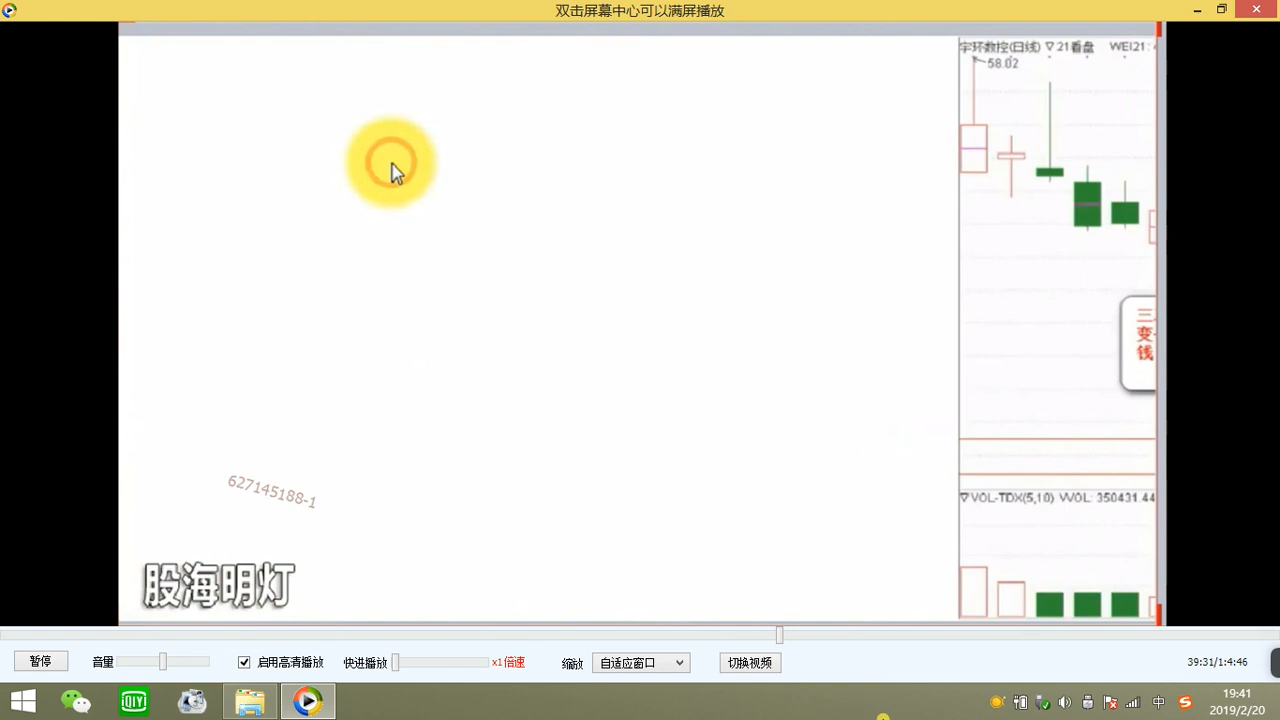 双击屏幕中心可以满屏播放
宇环数控(日线) ▽21看盘 WEI21:
58.02
三
变
钱
627145188-1
▽VOL-TDX(5,10) VVOL: 350431.44
股海明灯
暂停
音量
启用高清播放
快进播放
x1倍速
缩放
自适应窗口
切换视频
39:31/1:4:46
QIYI
中
19:41
2019/2/20